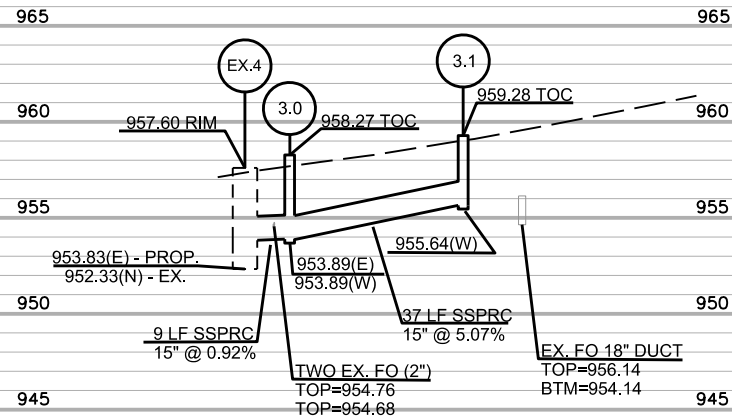 965
965
EX.4
3.1
3.0
959.28 TOC
960
960
957.60 RIM
958.27 TOC
955
955
955.64(W)
953.83(E) - PROP.
952.33(N) - EX.
953.89(E)
953.89(W)
950
950
9 LF SSPRC
15" @ 0.92%
37 LF SSPRC
15" @ 5.07%
TWO EX. FO (2")
TOP=954.76
TOP=954.68
EX. FO 18" DUCT
TOP=956.14
BTM=954.14
945
945